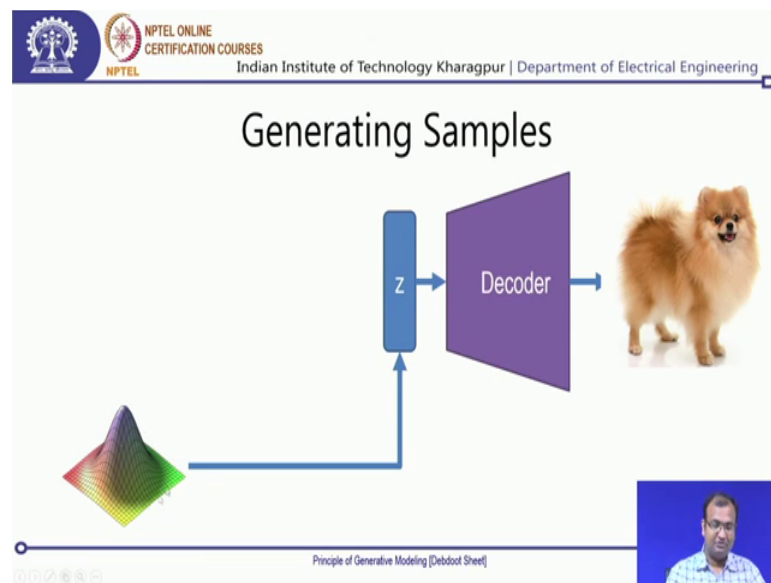 NPTEL ONLINE
CERTIFICATION COURSES
NPTEL
Indian Institute of Technology Kharagpur | Department of Electrical Engineering
Generating Samples
z
Decoder
Principle of Generative Modeling [Debdoot Sheet]